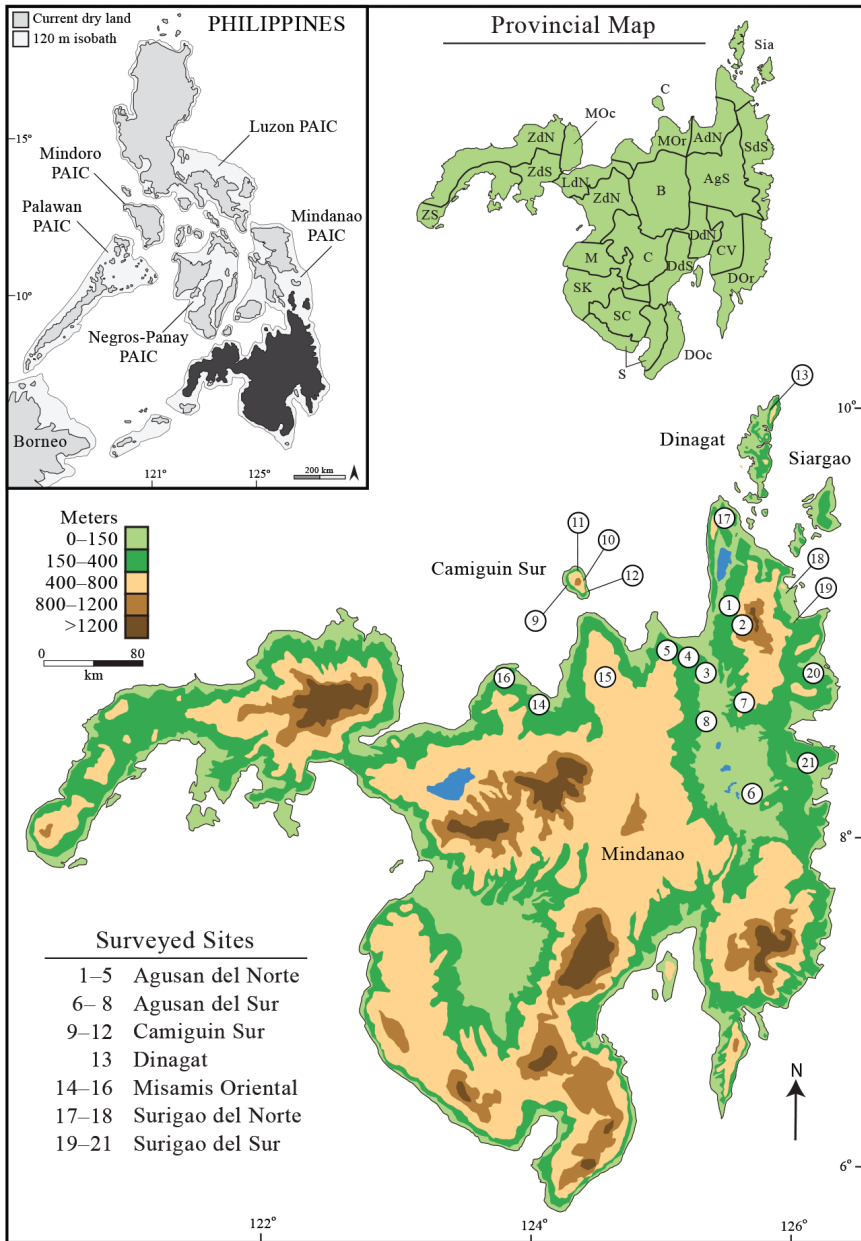 PHILIPPINES
Current dry land
120 m isobath
15°
10°
121°
125°
Luzon PAIC
Mindoro
PAIC
Palawan
PAIC
Mindanao
PAIC
Negros-Panay
PAIC
Borneo
200 km
Provincial Map
Sia
C
MOc
ZdN
MOr
AdN
SdS
ZdS
LdN
ZdN
B
AgS
ZS
DdN
M
C
DdS
CV
SK
DOr
SC
S
DOc
13
10°
Dinagat
Siargao
Meters
0–150
150–400
400–800
800–1200
>1200
0
80
km
17
11
10
Camiguin Sur
12
9
18
19
1
2
5
4
3
16
15
20
14
7
8
21
6
8°
Mindanao
Surveyed Sites
1–5 Agusan del Norte
6–8 Agusan del Sur
9–12 Camiguin Sur
13 Dinagat
14–16 Misamis Oriental
17–18 Surigao del Norte
19–21 Surigao del Sur
N
6°
122°
124°
126°